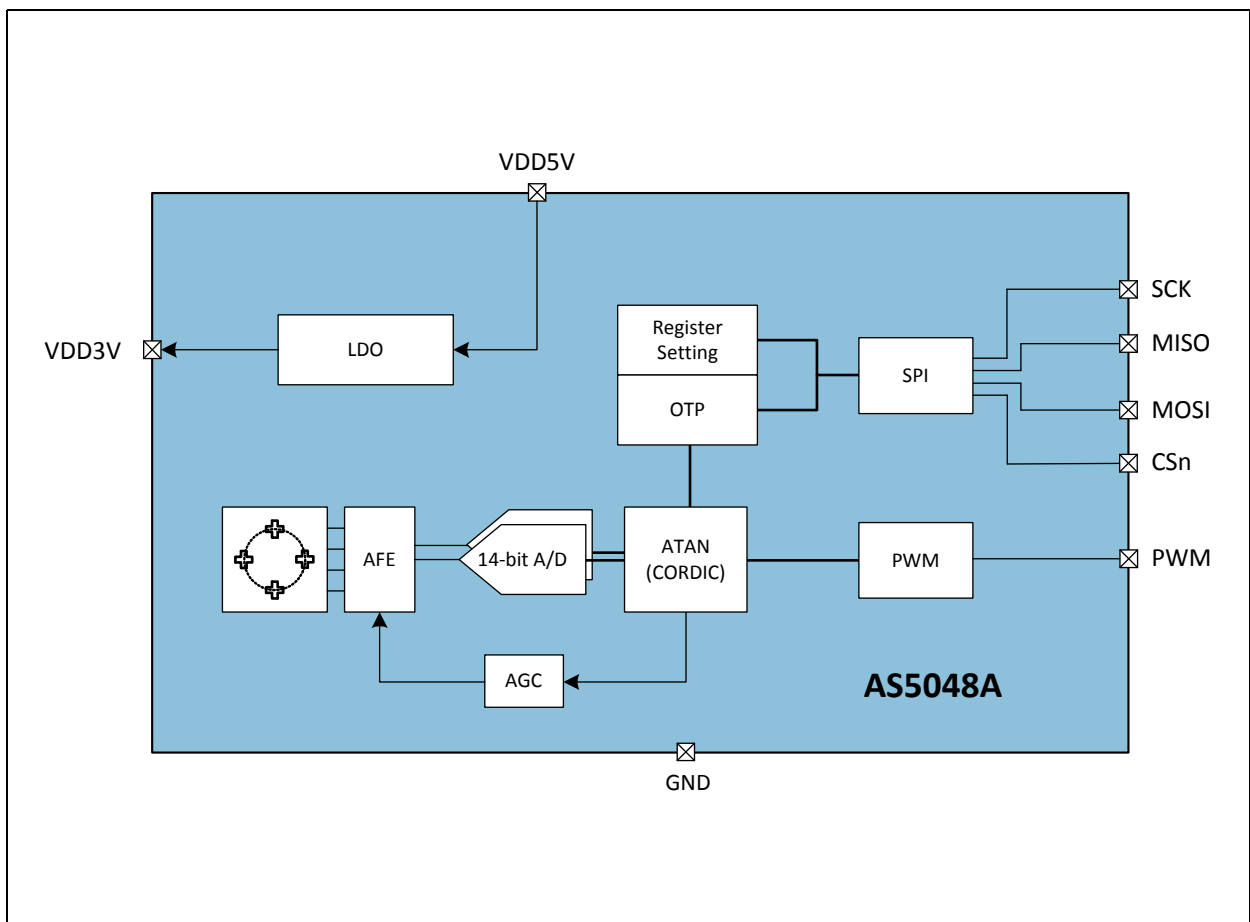 VDD5V
VDD3V
LDO
Register
Setting
OTP
SPI
SCK
MISO
MOSI
CSn
AFE
14-bit A/D
ATAN
(CORDIC)
PWM
PWM
AGC
AS5048A
GND